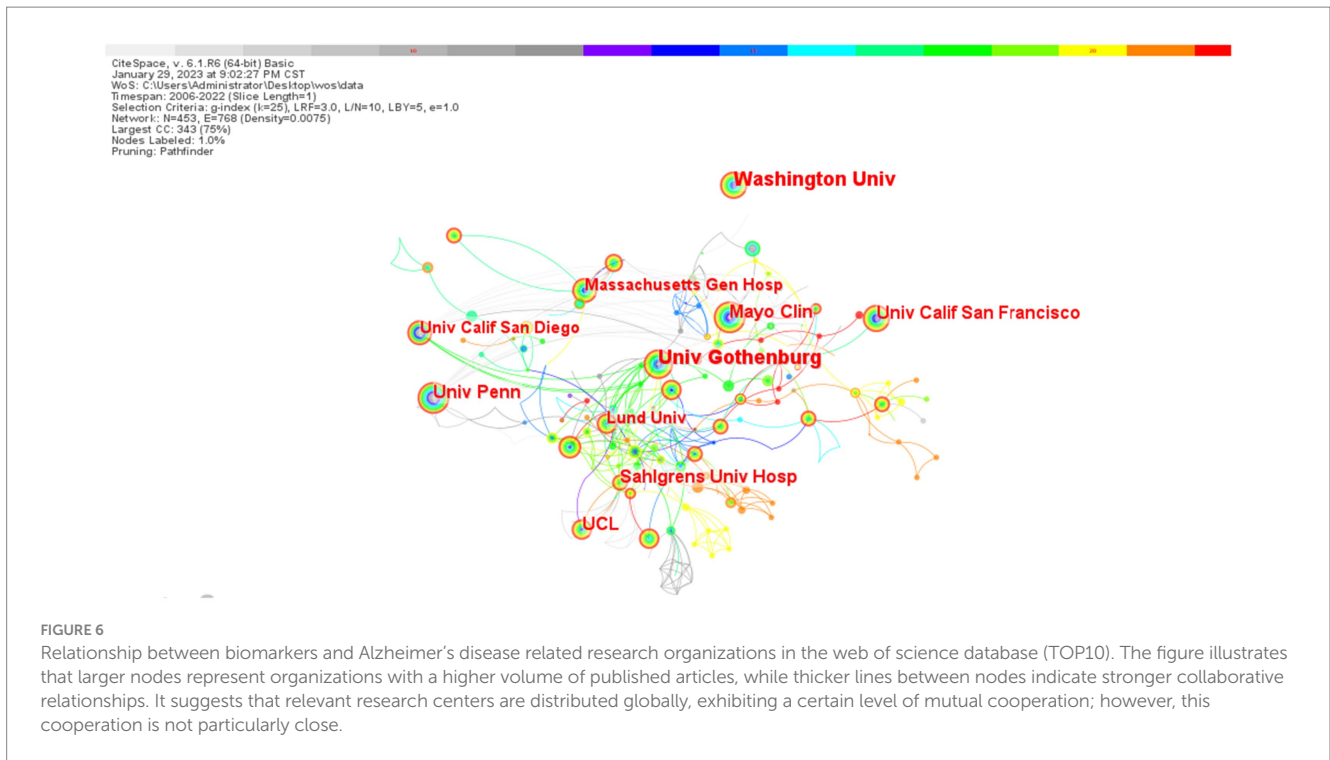 10 15 20
CiteSpace, v. 6.1.R6 (64-bit) Basic
January 29, 2023 at 9:02:27 PM CST
WoS: C:\Users\Administrator\Desktop\wos\data
Timespan: 2006-2022 (Slice Length=1)
Selection Criteria: g-index (k=25), LRF=3.0, L/N=10, LBY=5, e=1.0
Network: N=453, E=768 (Density=0.0075)
Largest CC: 343 (75%)
Nodes Labeled: 1.0%
Pruning: Pathfinder
Washington Univ
Massachusetts Gen Hosp
Mayo Clin
Univ Calif San Francisco
Univ Calif San Diego
Univ Gothenburg
Univ Penn
Lund Univ
Sahlgrens Univ Hosp
UCL
FIGURE 6
Relationship between biomarkers and Alzheimer’s disease related research organizations in the web of science database (TOP10). The figure illustrates
that larger nodes represent organizations with a higher volume of published articles, while thicker lines between nodes indicate stronger collaborative
relationships. It suggests that relevant research centers are distributed globally, exhibiting a certain level of mutual cooperation; however, this
cooperation is not particularly close.